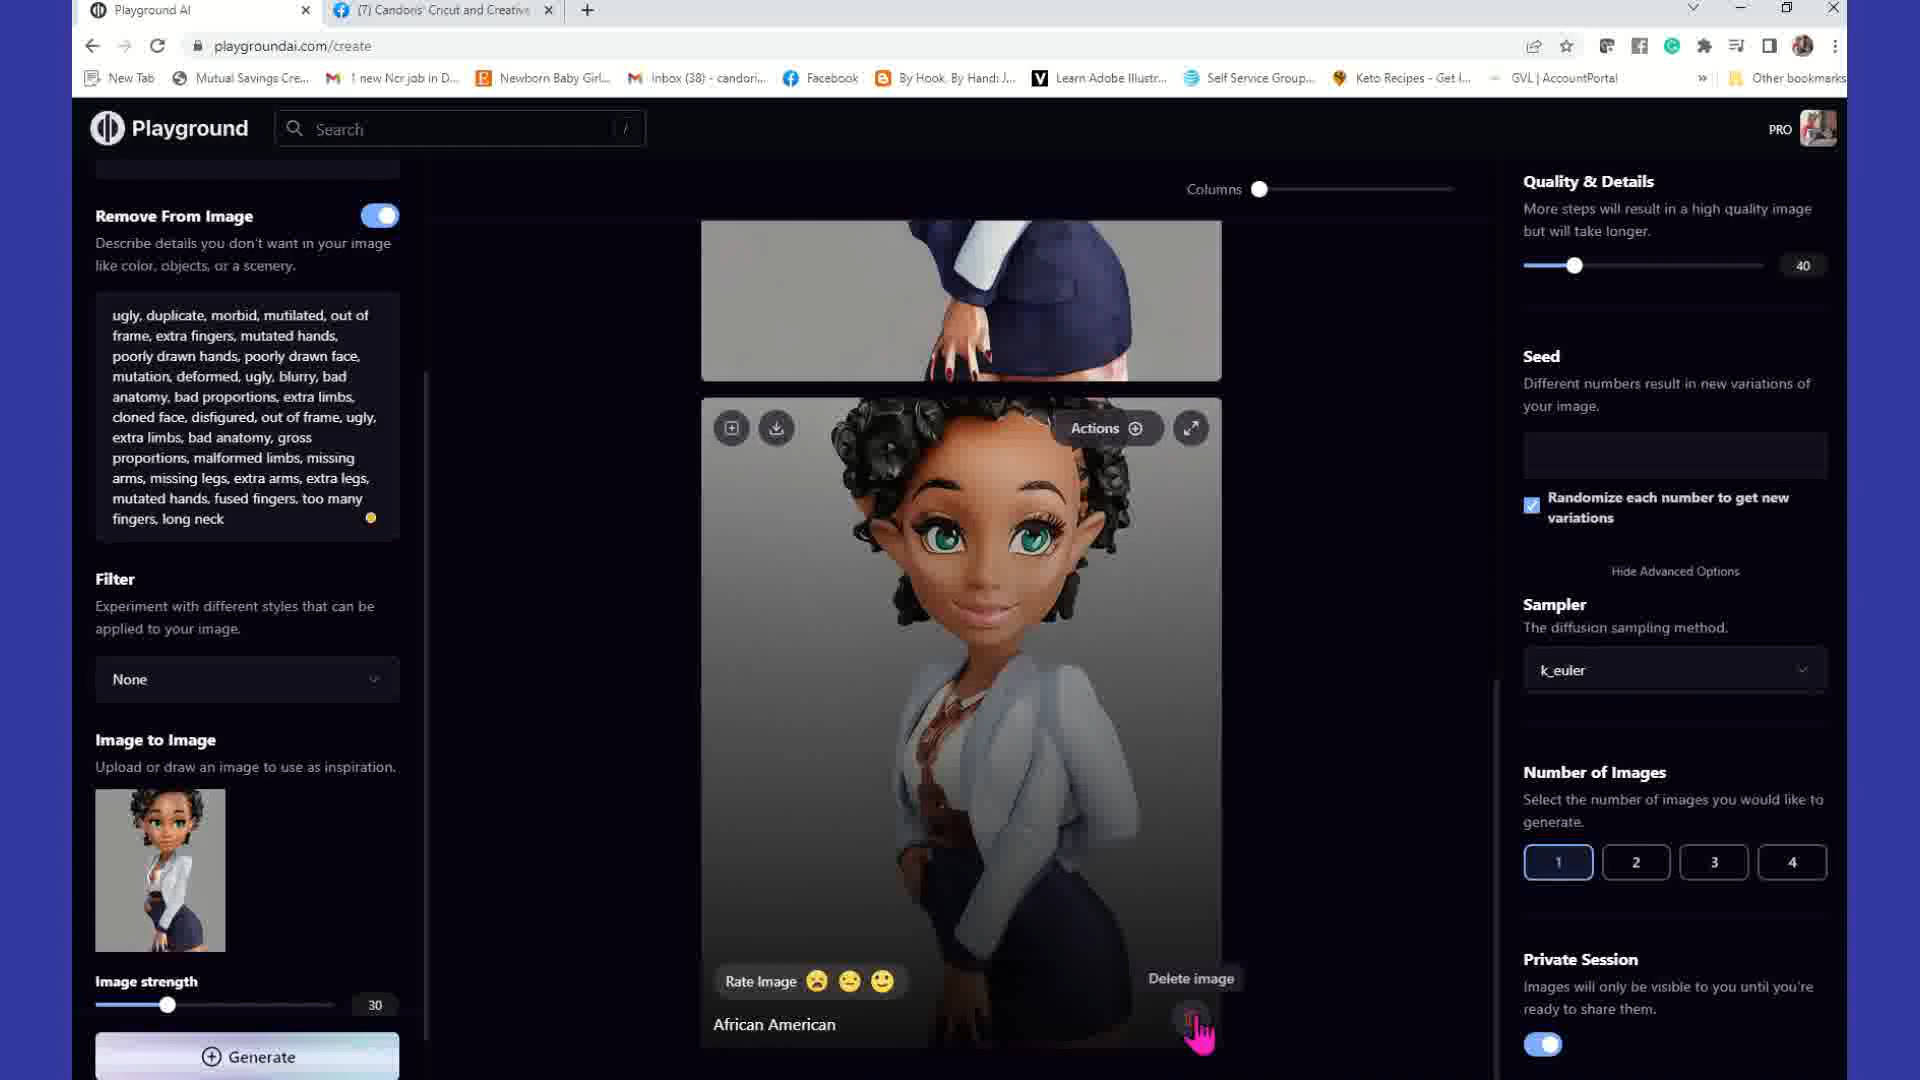 Playground AI
(7) Candoris' Cricut and Creative
playgroundai.com/create
New Tab
Mutual Savings Cre...
1 new Ncr job in D...
Newborn Baby Girl...
Inbox (38) - candori...
Facebook
By Hook, By Hand: J...
Learn Adobe Illustr...
Self Service Group...
Keto Recipes - Get I...
GVL | AccountPortal
»
Other bookmarks
Playground
Search
/
PRO
Columns
Remove From Image
Describe details you don't want in your image
like color, objects, or a scenery.
ugly, duplicate, morbid, mutilated, out of
frame, extra fingers, mutated hands,
poorly drawn hands, poorly drawn face,
mutation, deformed, ugly, blurry, bad
anatomy, bad proportions, extra limbs,
cloned face, disfigured, out of frame, ugly,
extra limbs, bad anatomy, gross
proportions, malformed limbs, missing
arms, missing legs, extra arms, extra legs,
mutated hands, fused fingers, too many
fingers, long neck
Filter
Experiment with different styles that can be
applied to your image.
None
Image to Image
Upload or draw an image to use as inspiration.
Image strength
30
Generate
Actions
Rate Image
Delete image
African American
Quality & Details
More steps will result in a high quality image
but will take longer.
40
Seed
Different numbers result in new variations of
your image.
Randomize each number to get new
variations
Hide Advanced Options
Sampler
The diffusion sampling method.
k_euler
Number of Images
Select the number of images you would like to
generate.
1
2
3
4
Private Session
Images will only be visible to you until you're
ready to share them.